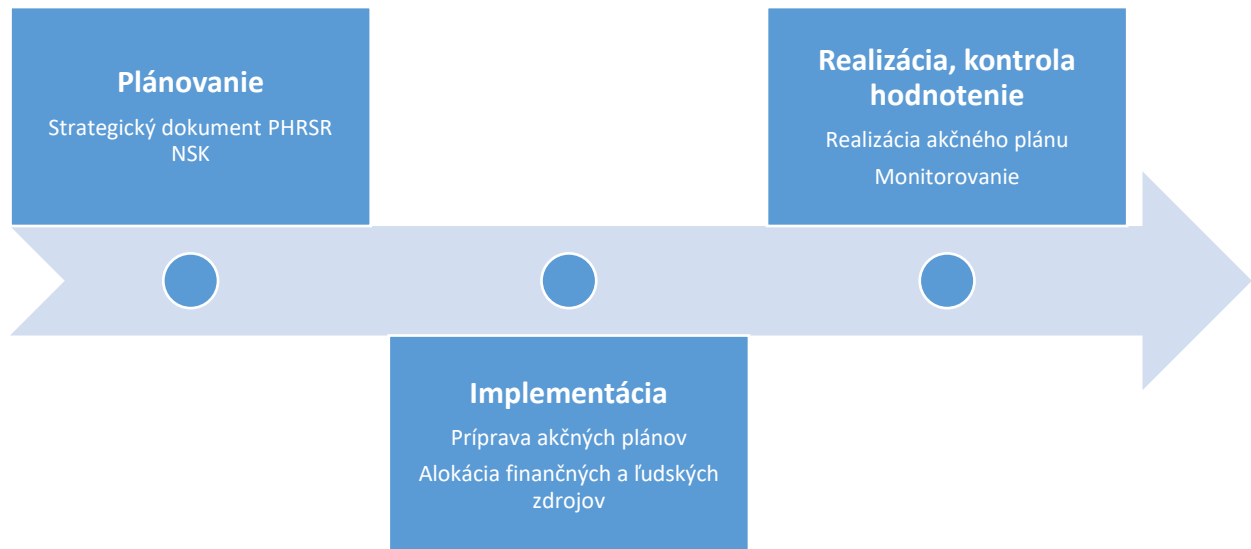 Plánovanie
Strategický dokument PHRSR
NSK
Implementácia
Príprava akčných plánov
Alokácia finančných a ľudských
zdrojov
Realizácia, kontrola
hodnotenie
Realizácia akčného plánu
Monitorovanie